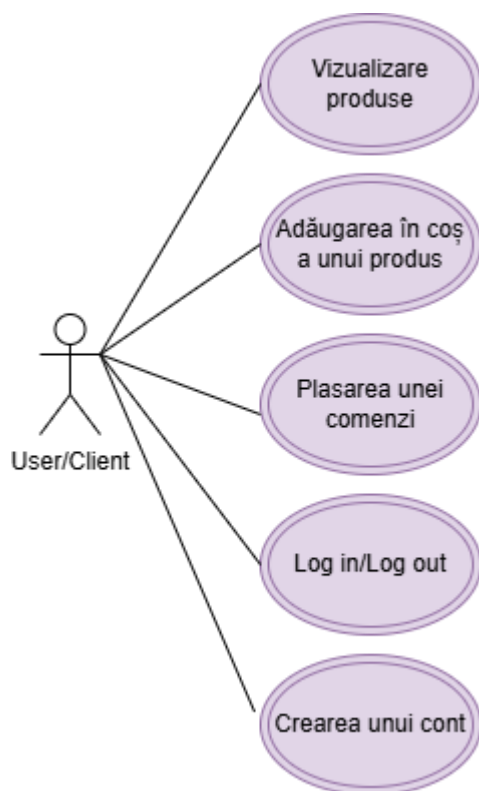 Vizualizare
produse
Adăugarea în coș
a unui produs
Plasarea unei
comenzi
User/Client
Log in/Log out
Crearea unui cont